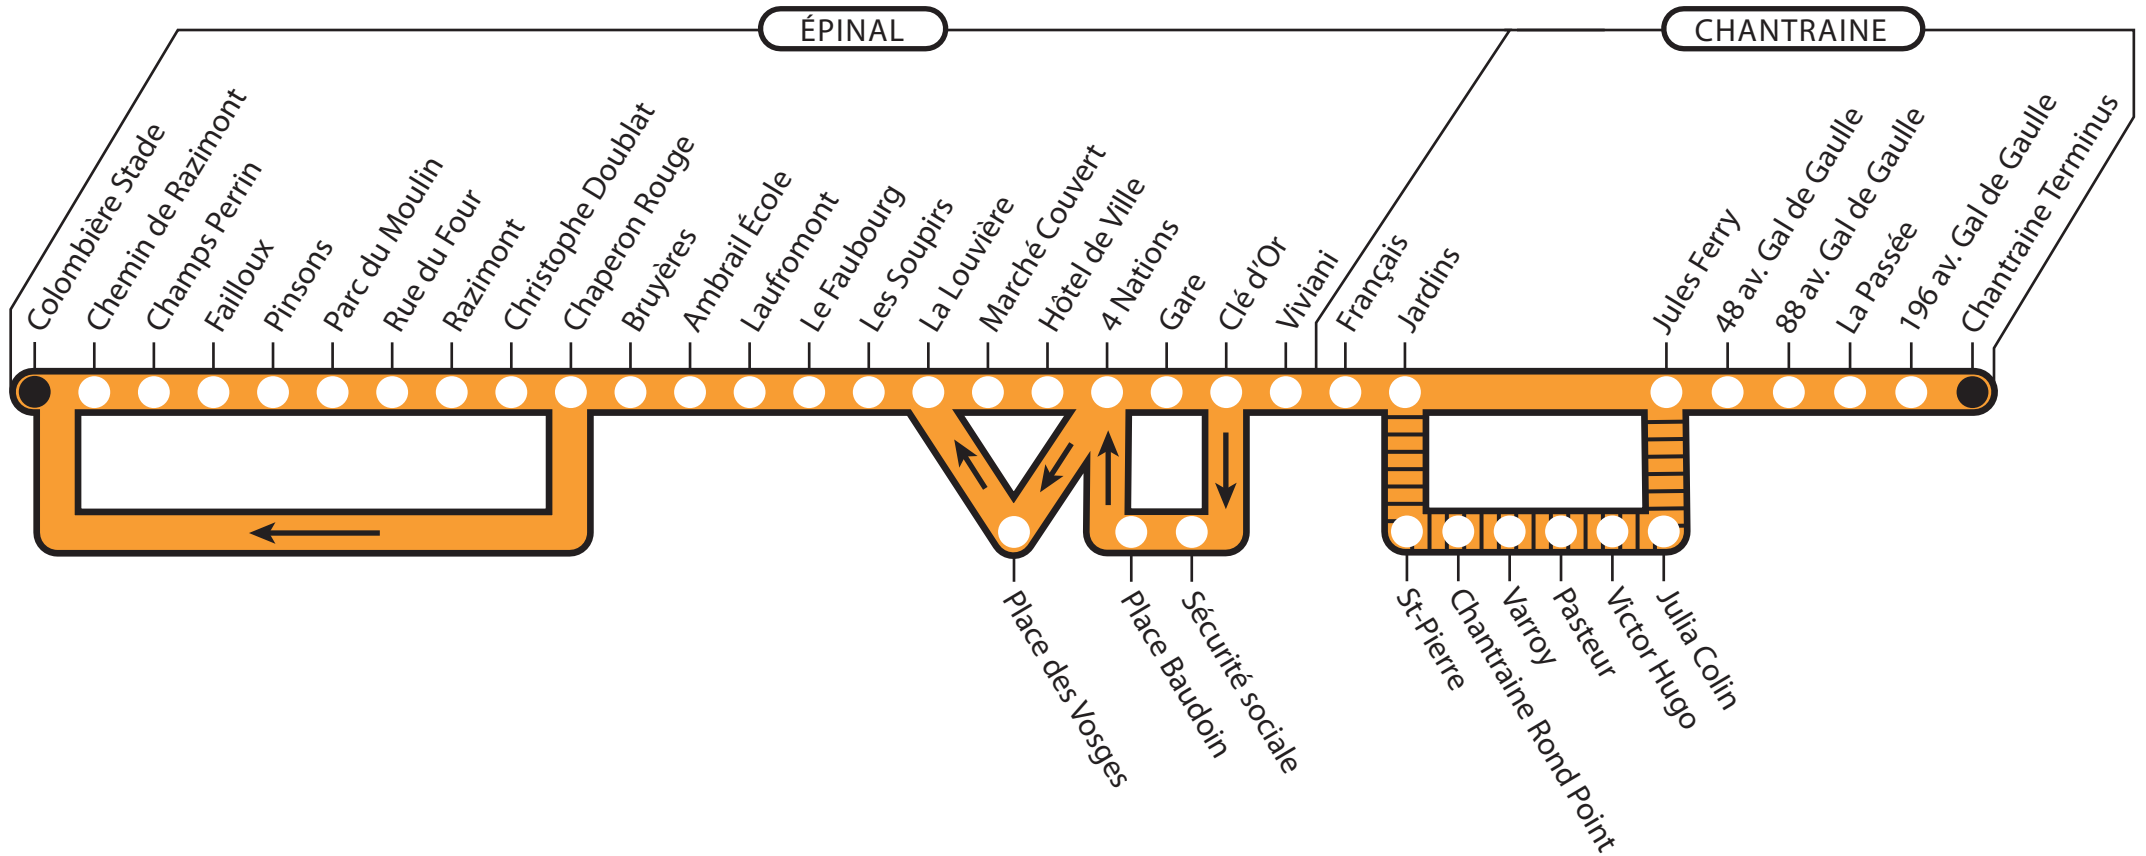 ÉPINAL
CHANTRAINE
Colombière Stade
Chemin de Razimont
Champs Perrin
Failloux
Pinsons
Parc du Moulin
Rue du Four
Razimont
Christophe Doublat
Chaperon Rouge
Bruyères
Ambrail École
Laufromont
Le Faubourg
Les Soupirs
La Louvière
Marché Couvert
Hôtel de Ville
4 Nations
Gare
Clé d'Or
Viviani
Français
Jardins
Jules Ferry
48 av. Gal de Gaulle
88 av. Gal de Gaulle
La Passée
196 av. Gal de Gaulle
Chantraine Terminus
Place des Vosges
Place Baudoin
Sécurité sociale
St-Pierre
Chantraine Rond Point
Varroy
Pasteur
Victor Hugo
Julia Colin